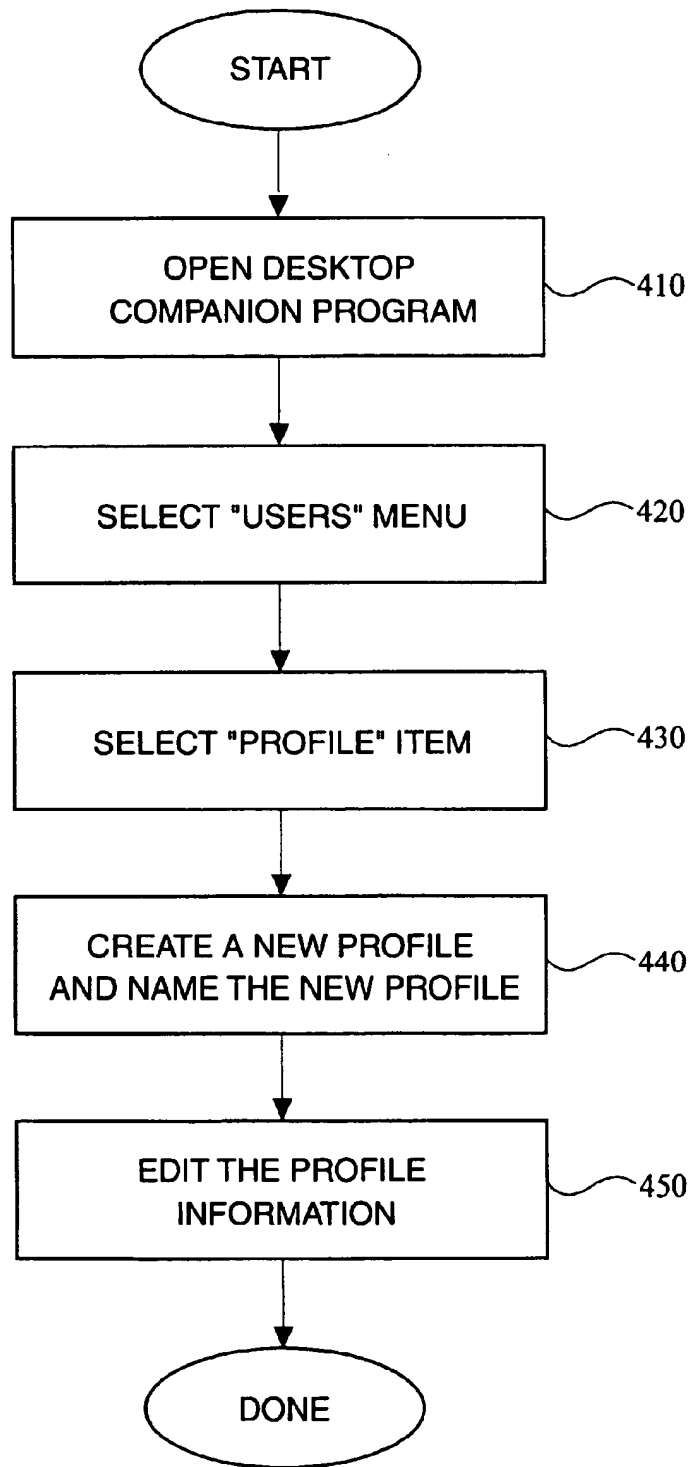 START
OPEN DESKTOP
COMPANION PROGRAM
410
SELECT "USERS" MENU
420
SELECT "PROFILE" ITEM
430
CREATE A NEW PROFILE
AND NAME THE NEW PROFILE
440
EDIT THE PROFILE
INFORMATION
450
DONE